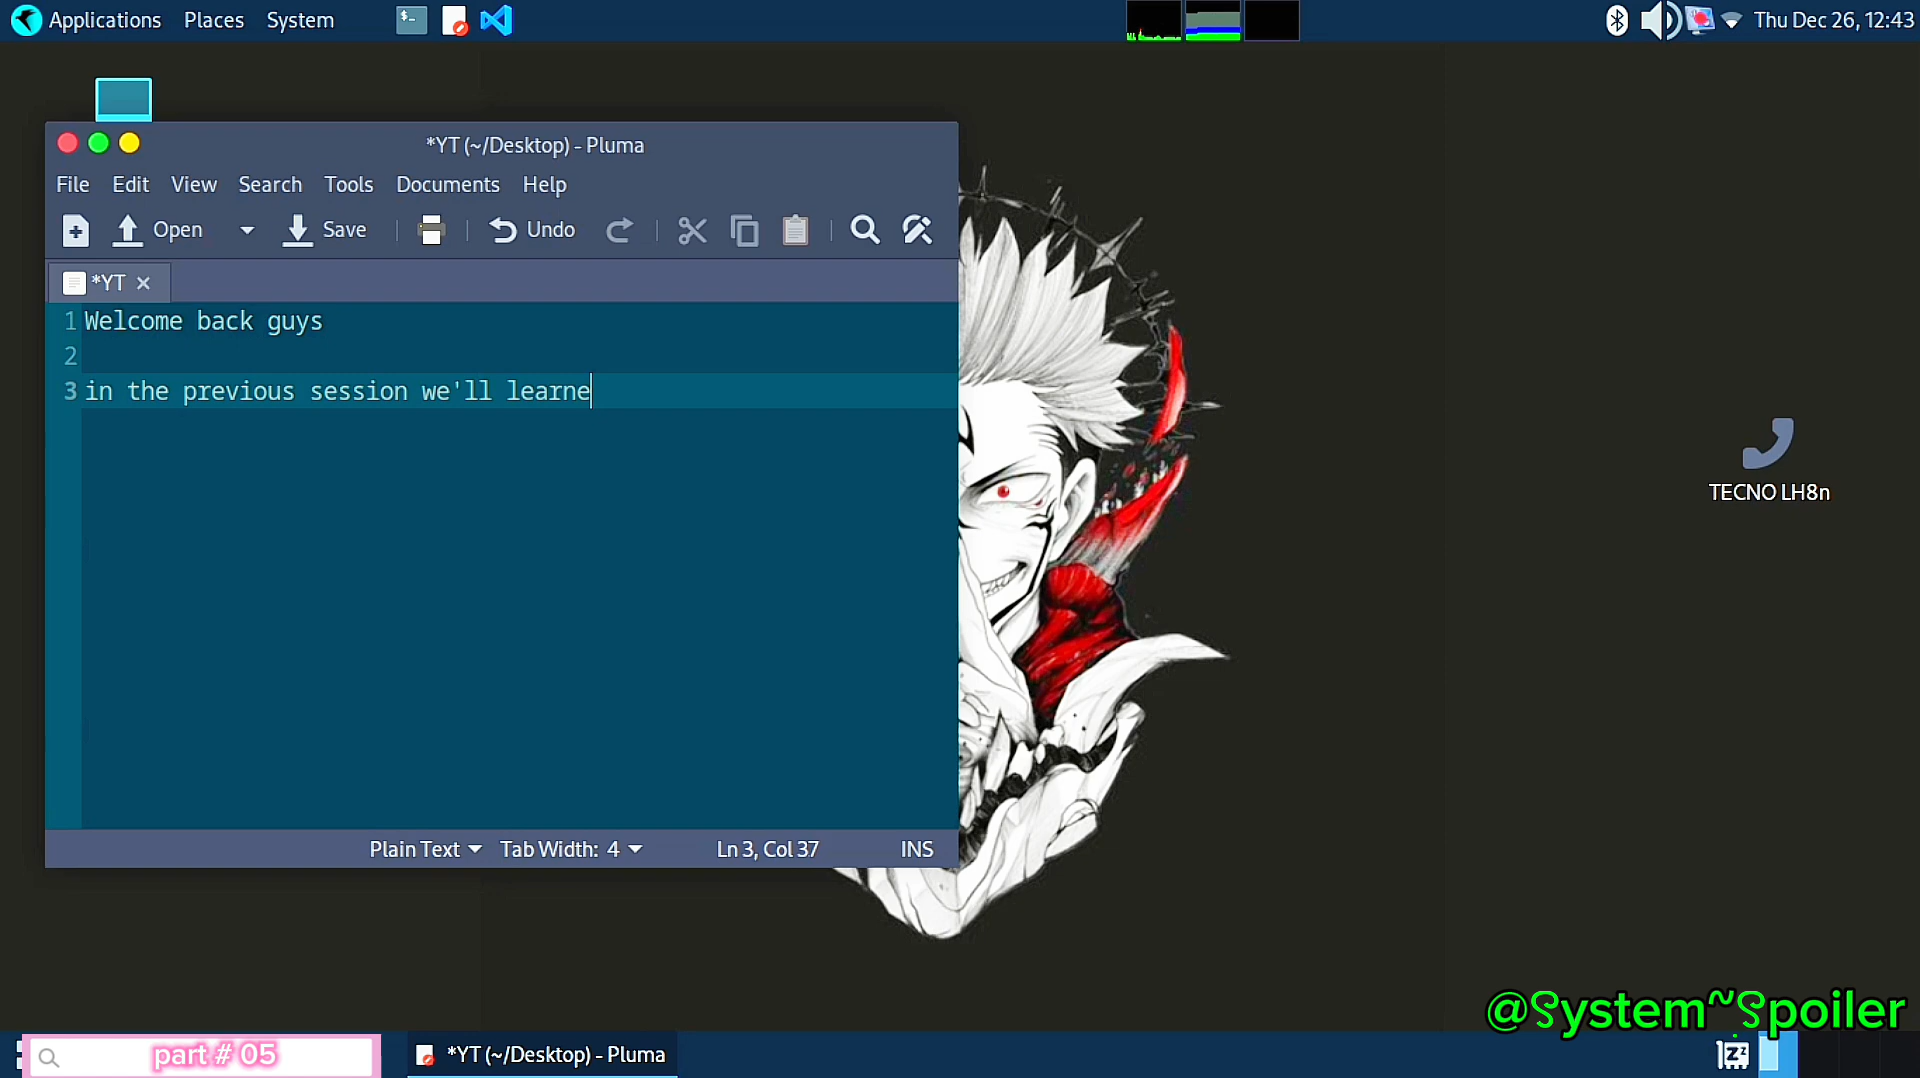 Applications Places System
Thu Dec 26, 12:43
*YT (~/Desktop) - Pluma
File Edit View Search Tools Documents Help
Open Save Undo
*YT
1 Welcome back guys
2
3 in the previous session we'll learne
Plain Text Tab Width: 4 Ln 3, Col 37 INS
TECNO LH8n
@System~Spoiler
part # 05
*YT (~/Desktop) - Pluma